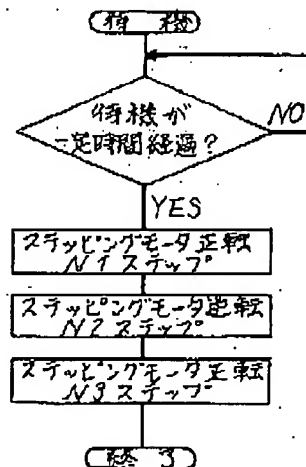 待機
待機が
一定時間経過?
NO
YES
ステッピングモータ正転
N1ステップ
ステッピングモータ逆転
N2ステップ
ステッピングモータ正転
N3ステップ
終了